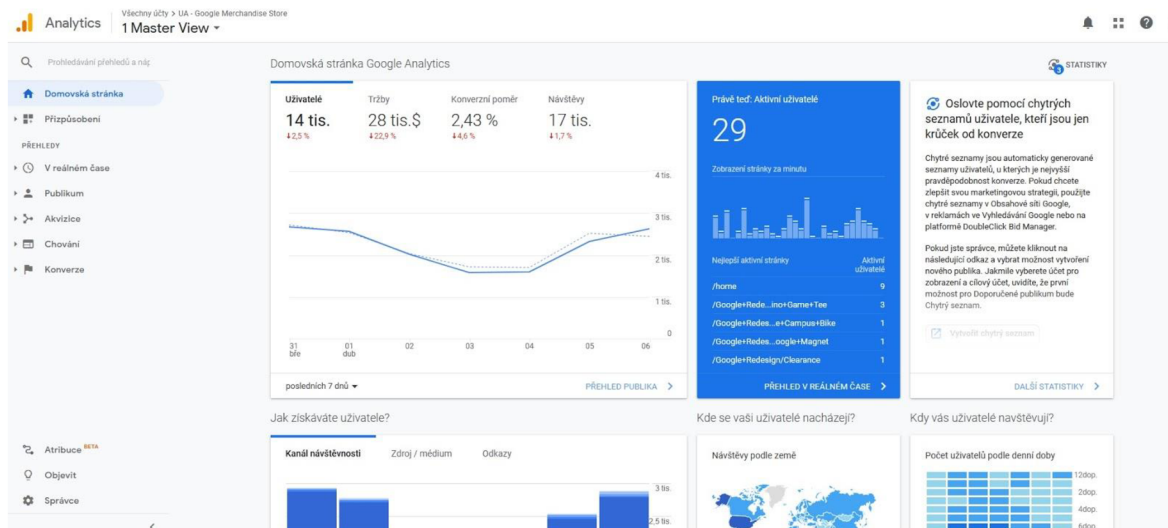 Analytics
Všechny účty > UA - Google Merchandise Store
1 Master View
Prohledávání přehledů a náp
Domovská stránka
Přizpůsobení
PŘEHLEDY
V reálném čase
Publikum
Akvizice
Chování
Konverze
Atribuce BETA
Objevit
Správce
Domovská stránka Google Analytics
3
STATISTIKY
Uživatelé
14 tis.
2,5 %
Tržby
28 tis.$
22,9 %
Konverzní poměr
2,43 %
4,6 %
Návštěvy
17 tis.
1,7 %
4 tis.
3 tis.
2 tis.
1 tis.
0
31 bře
01 dub
02
03
04
05
06
posledních 7 dnů
PŘEHLED PUBLIKA
Právě teď: Aktivní uživatelé
29
Zobrazení stránky za minutu
Nejlepší aktivní stránky
Aktivní uživatelé
/home 9
/Google+Rede...ino+Game+Tee 3
/Google+Redes...e+Campus+Bike 1
/Google+Redes...oogle+Magnet 1
/Google+Redesign/Clearance 1
PŘEHLED V REÁLNÉM ČASE
Oslovte pomocí chytrých
seznamů uživatele, kteří jsou jen
krůček od konverze
Chytré seznamy jsou automaticky generované
seznamy uživatelů, u kterých je nejvyšší
pravděpodobnost konverze. Pokud chcete
zlepšit svou marketingovou strategii, použijte
chytré seznamy v Obsahové síti Google,
v reklamách ve Vyhledávání Google nebo na
platformě DoubleClick Bid Manager.
Pokud jste správce, můžete kliknout na
následující odkaz a vybrat možnost vytvoření
nového publika. Jakmile vyberete účet pro
zobrazení a cílový účet, uvidíte, že první
možnost pro Doporučené publikum bude
Chytrý seznam.
Vytvořit chytrý seznam
DALŠÍ STATISTIKY
Jak získáváte uživatele?
Kanál návštěvnosti
Zdroj / médium
Odkazy
3 tis.
2,5 tis.
Kde se vaši uživatelé nacházejí?
Návštěvy podle země
Kdy vás uživatelé navštěvují?
Počet uživatelů podle denní doby
12dop.
2dop.
4dop.
6dop.